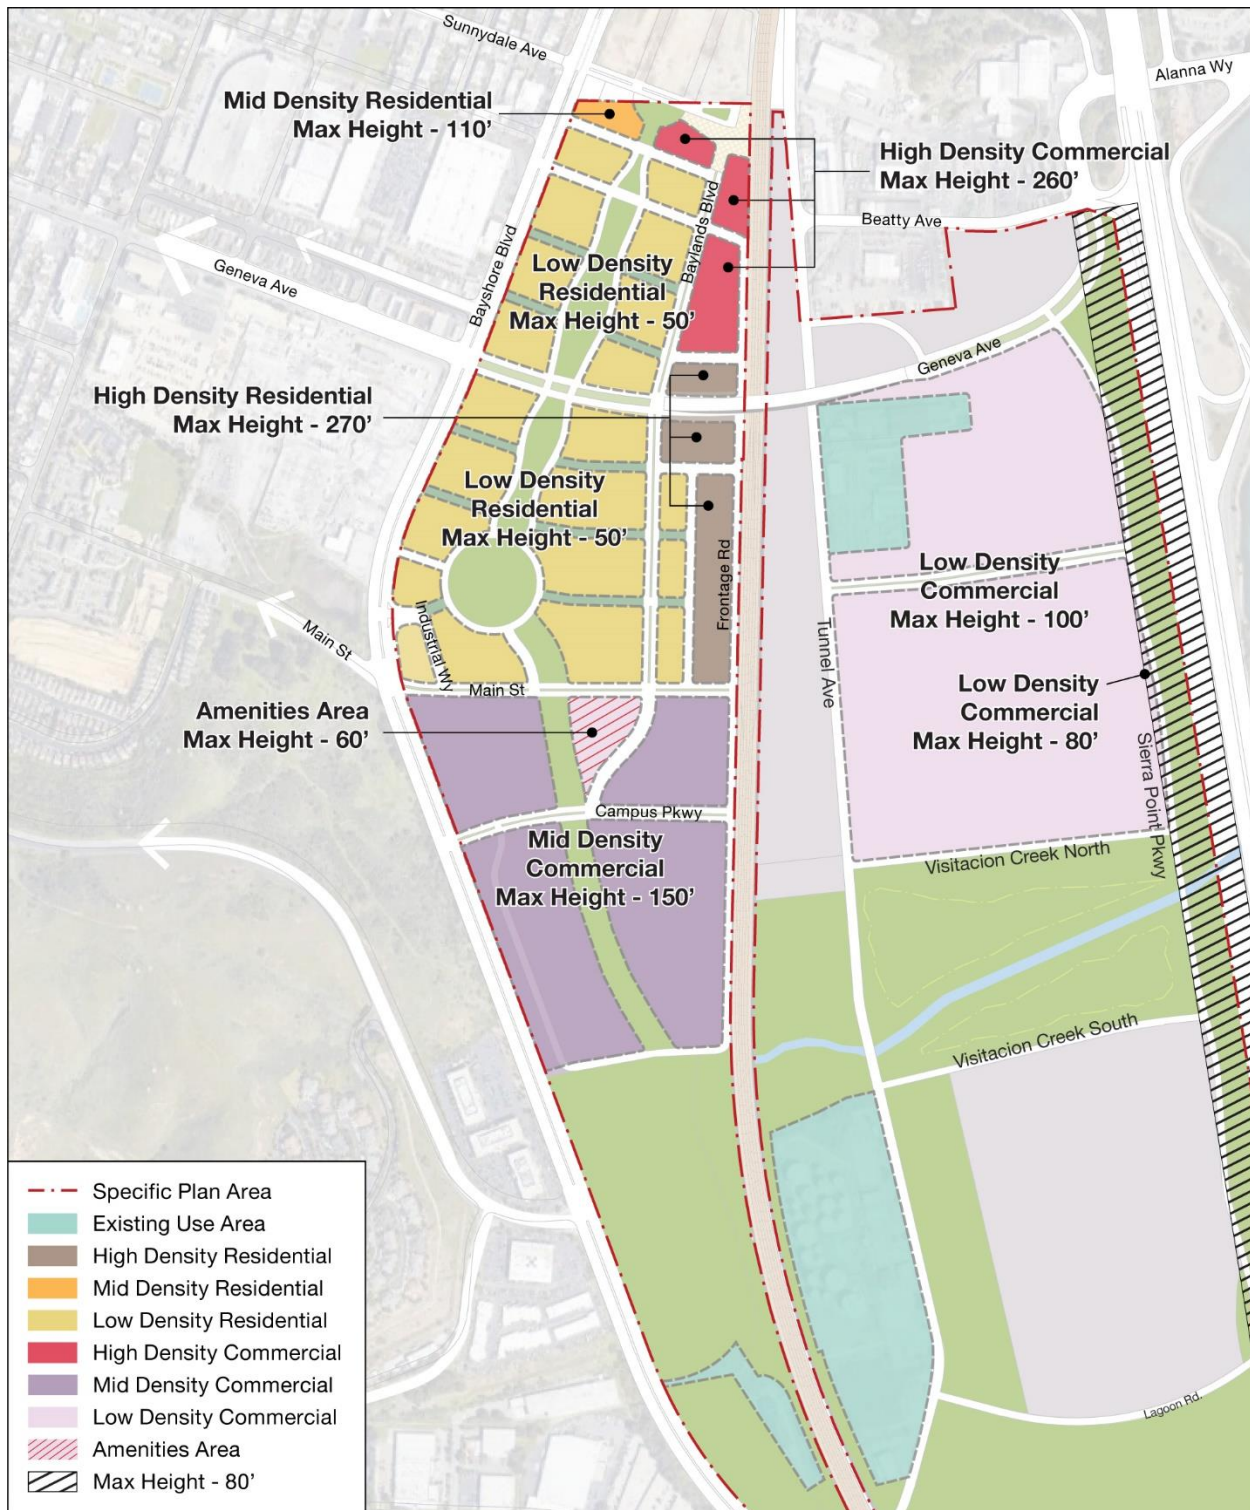 Sunnydale Ave
Alanna Wy
Mid Density Residential
Max Height - 110’
High Density Commercial
Max Height - 260’
Beatty Ave
Baylands Blvd
Bayshore Blvd
Geneva Ave
Low Density
Residential
Max Height - 50’
Geneva Ave
High Density Residential
Max Height - 270’
Low Density
Residential
Max Height - 50’
Frontage Rd
Low Density
Commercial
Max Height - 100’
Tunnel Ave
Industrial Wy
Main St
Main St
Low Density
Commercial
Max Height - 80’
Amenities Area
Max Height - 60’
Sierra Point Pkwy
Campus Pkwy
Mid Density
Commercial
Max Height - 150’
Visitacion Creek North
Visitacion Creek South
Specific Plan Area
Existing Use Area
High Density Residential
Mid Density Residential
Low Density Residential
High Density Commercial
Mid Density Commercial
Low Density Commercial
Amenities Area
Max Height - 80’
Lagoon Rd.